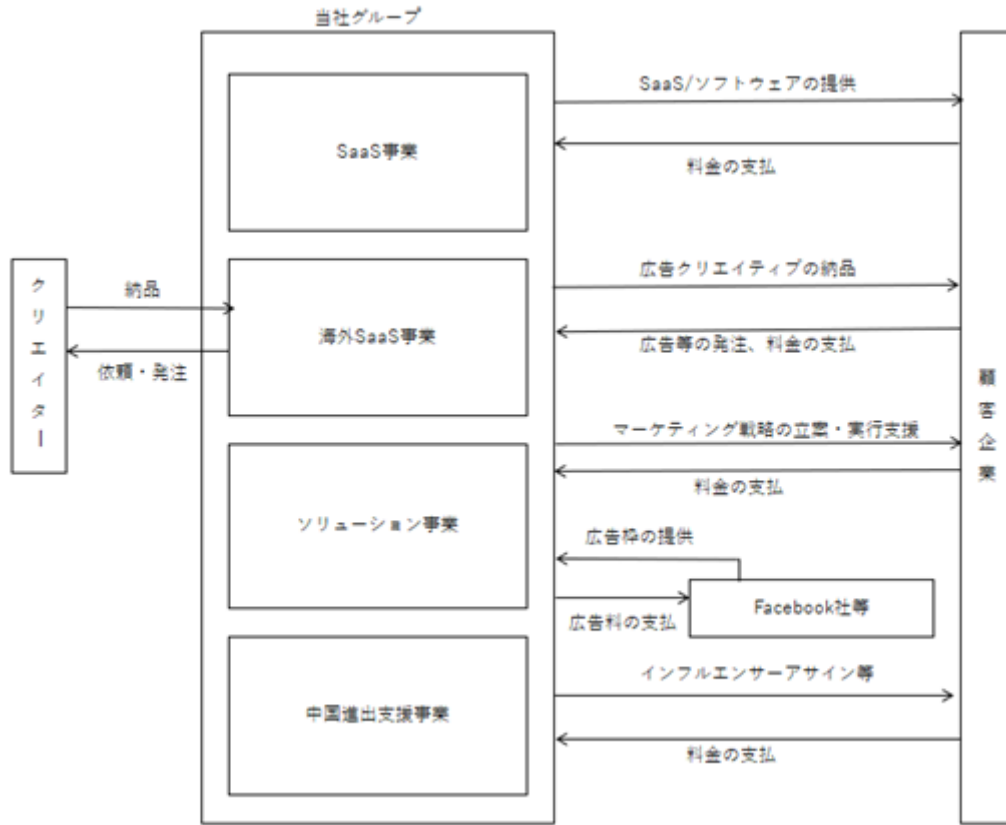 当社グループ
SaaS/ソフトウェアの提供
SaaS事業
料金の支払
クリエイター
納品
依頼・発注
海外SaaS事業
広告クリエイティブの納品
広告等の発注、料金の支払
顧客企業
マーケティング戦略の立案・実行支援
料金の支払
ソリューション事業
広告枠の提供
Facebook社等
広告料の支払
インフルエンサーアサイン等
中国進出支援事業
料金の支払